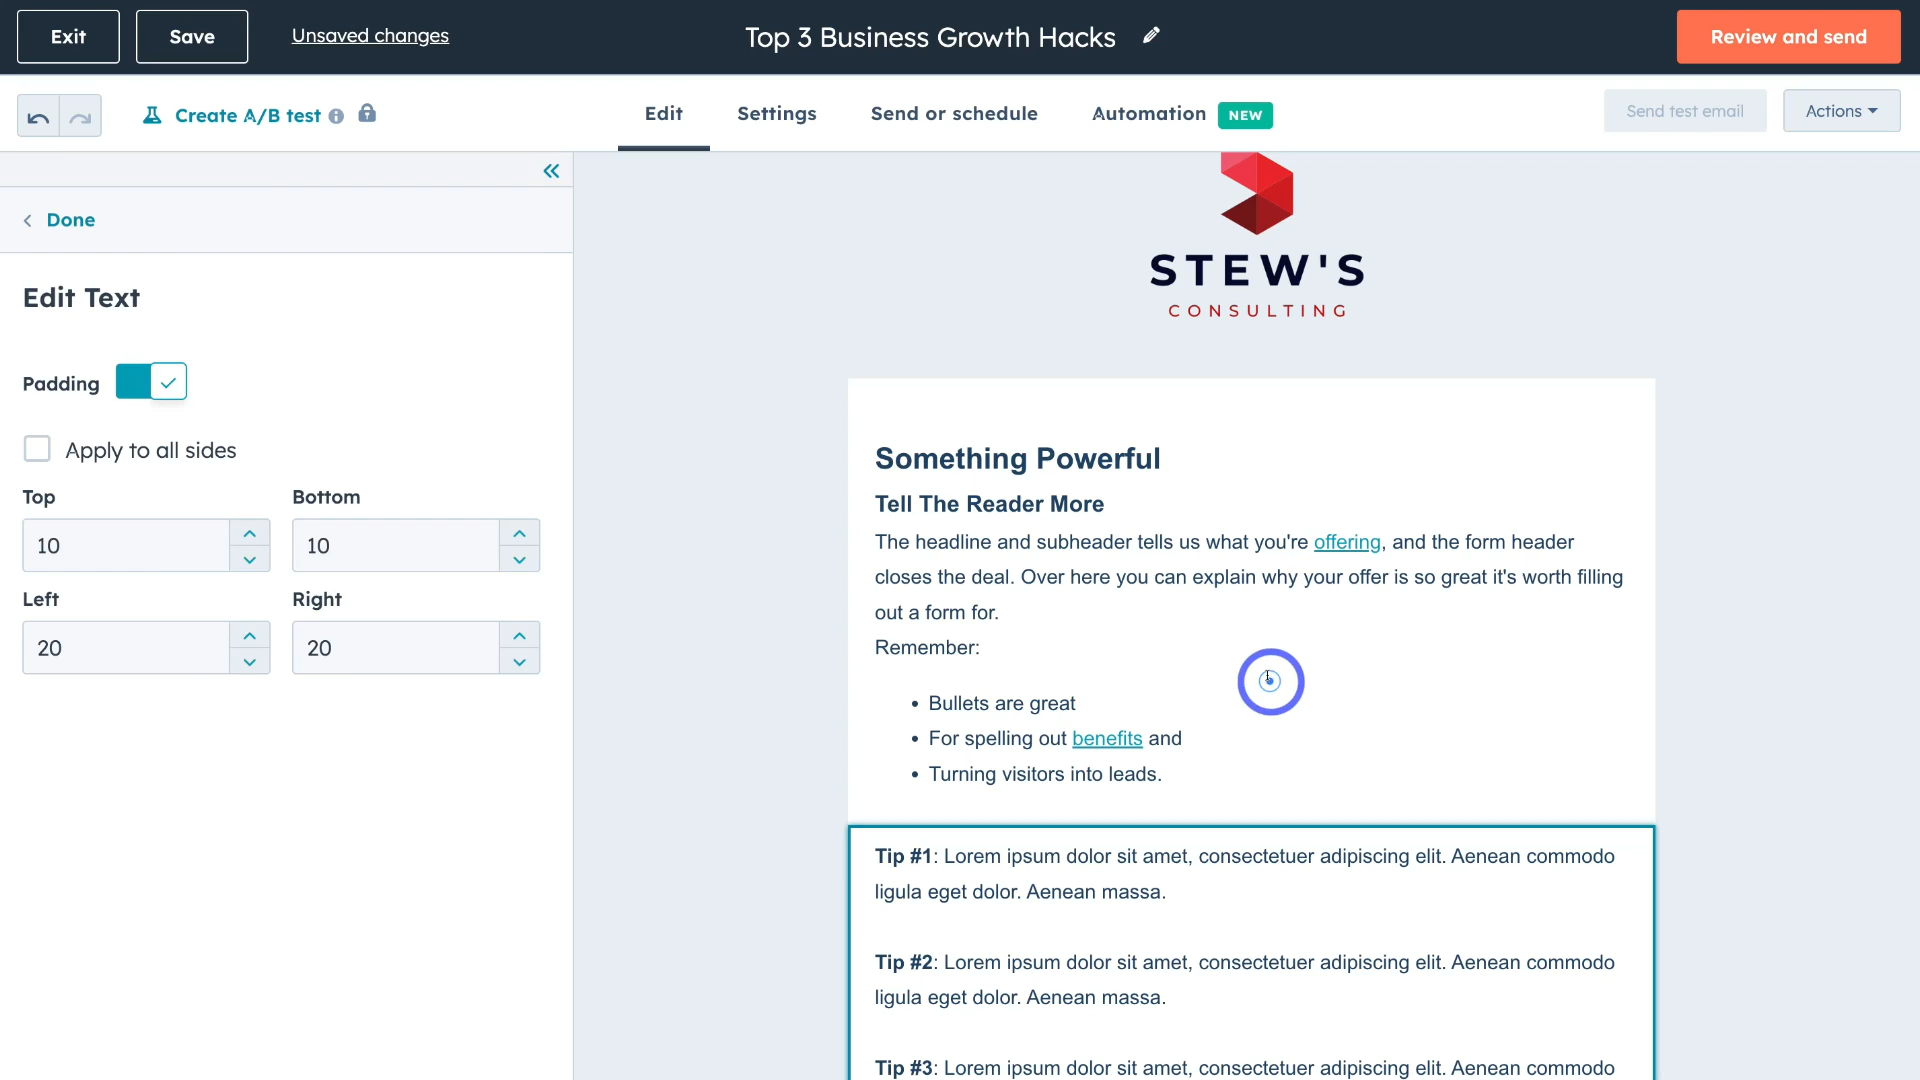 Exit
Save
Unsaved changes
Top 3 Business Growth Hacks
Review and send
Create A/B test
Edit
Settings
Send or schedule
Automation NEW
Send test email
Actions
Done
Edit Text
Padding
Apply to all sides
Top
Bottom
10
10
Left
Right
20
20
STEW'S
CONSULTING
Something Powerful
Tell The Reader More
The headline and subheader tells us what you're offering, and the form header
closes the deal. Over here you can explain why your offer is so great it's worth filling
out a form for.
Remember:
• Bullets are great
• For spelling out benefits and
• Turning visitors into leads.
Tip #1: Lorem ipsum dolor sit amet, consectetuer adipiscing elit. Aenean commodo
ligula eget dolor. Aenean massa.
Tip #2: Lorem ipsum dolor sit amet, consectetuer adipiscing elit. Aenean commodo
ligula eget dolor. Aenean massa.
Tip #3: Lorem ipsum dolor sit amet, consectetuer adipiscing elit. Aenean commodo